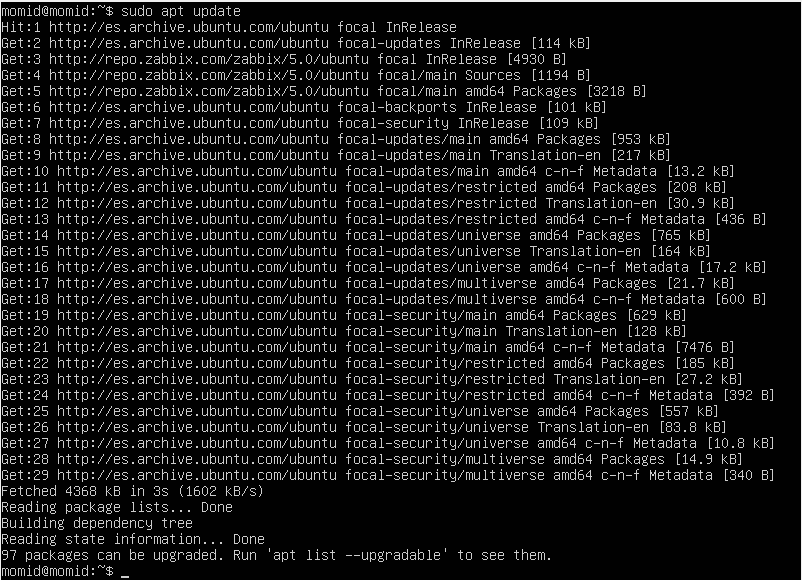 momid@momid:~$ sudo apt update
Hit:1 http://es.archive.ubuntu.com/ubuntu focal InRelease
Get:2 http://es.archive.ubuntu.com/ubuntu focal-updates InRelease [114 kB]
Get:3 http://repo.zabbix.com/zabbix/5.0/ubuntu focal InRelease [4930 B]
Get:4 http://repo.zabbix.com/zabbix/5.0/ubuntu focal/main Sources [1194 B]
Get:5 http://repo.zabbix.com/zabbix/5.0/ubuntu focal/main amd64 Packages [3218 B]
Get:6 http://es.archive.ubuntu.com/ubuntu focal-backports InRelease [101 kB]
Get:7 http://es.archive.ubuntu.com/ubuntu focal-security InRelease [109 kB]
Get:8 http://es.archive.ubuntu.com/ubuntu focal-updates/main amd64 Packages [953 kB]
Get:9 http://es.archive.ubuntu.com/ubuntu focal-updates/main Translation-en [217 kB]
Get:10 http://es.archive.ubuntu.com/ubuntu focal-updates/main amd64 c-n-f Metadata [13.2 kB]
Get:11 http://es.archive.ubuntu.com/ubuntu focal-updates/restricted amd64 Packages [208 kB]
Get:12 http://es.archive.ubuntu.com/ubuntu focal-updates/restricted Translation-en [30.9 kB]
Get:13 http://es.archive.ubuntu.com/ubuntu focal-updates/restricted amd64 c-n-f Metadata [436 B]
Get:14 http://es.archive.ubuntu.com/ubuntu focal-updates/universe amd64 Packages [765 kB]
Get:15 http://es.archive.ubuntu.com/ubuntu focal-updates/universe Translation-en [164 kB]
Get:16 http://es.archive.ubuntu.com/ubuntu focal-updates/universe amd64 c-n-f Metadata [17.2 kB]
Get:17 http://es.archive.ubuntu.com/ubuntu focal-updates/multiverse amd64 Packages [21.7 kB]
Get:18 http://es.archive.ubuntu.com/ubuntu focal-updates/multiverse amd64 c-n-f Metadata [600 B]
Get:19 http://es.archive.ubuntu.com/ubuntu focal-security/main amd64 Packages [629 kB]
Get:20 http://es.archive.ubuntu.com/ubuntu focal-security/main Translation-en [128 kB]
Get:21 http://es.archive.ubuntu.com/ubuntu focal-security/main amd64 c-n-f Metadata [7476 B]
Get:22 http://es.archive.ubuntu.com/ubuntu focal-security/restricted amd64 Packages [185 kB]
Get:23 http://es.archive.ubuntu.com/ubuntu focal-security/restricted Translation-en [27.2 kB]
Get:24 http://es.archive.ubuntu.com/ubuntu focal-security/restricted amd64 c-n-f Metadata [392 B]
Get:25 http://es.archive.ubuntu.com/ubuntu focal-security/universe amd64 Packages [557 kB]
Get:26 http://es.archive.ubuntu.com/ubuntu focal-security/universe Translation-en [83.8 kB]
Get:27 http://es.archive.ubuntu.com/ubuntu focal-security/universe amd64 c-n-f Metadata [10.8 kB]
Get:28 http://es.archive.ubuntu.com/ubuntu focal-security/multiverse amd64 Packages [14.9 kB]
Get:29 http://es.archive.ubuntu.com/ubuntu focal-security/multiverse amd64 c-n-f Metadata [340 B]
Fetched 4368 kB in 3s (1602 kB/s)
Reading package lists... Done
Building dependency tree
Reading state information... Done
97 packages can be upgraded. Run 'apt list --upgradable' to see them.
momid@momid:~$ _